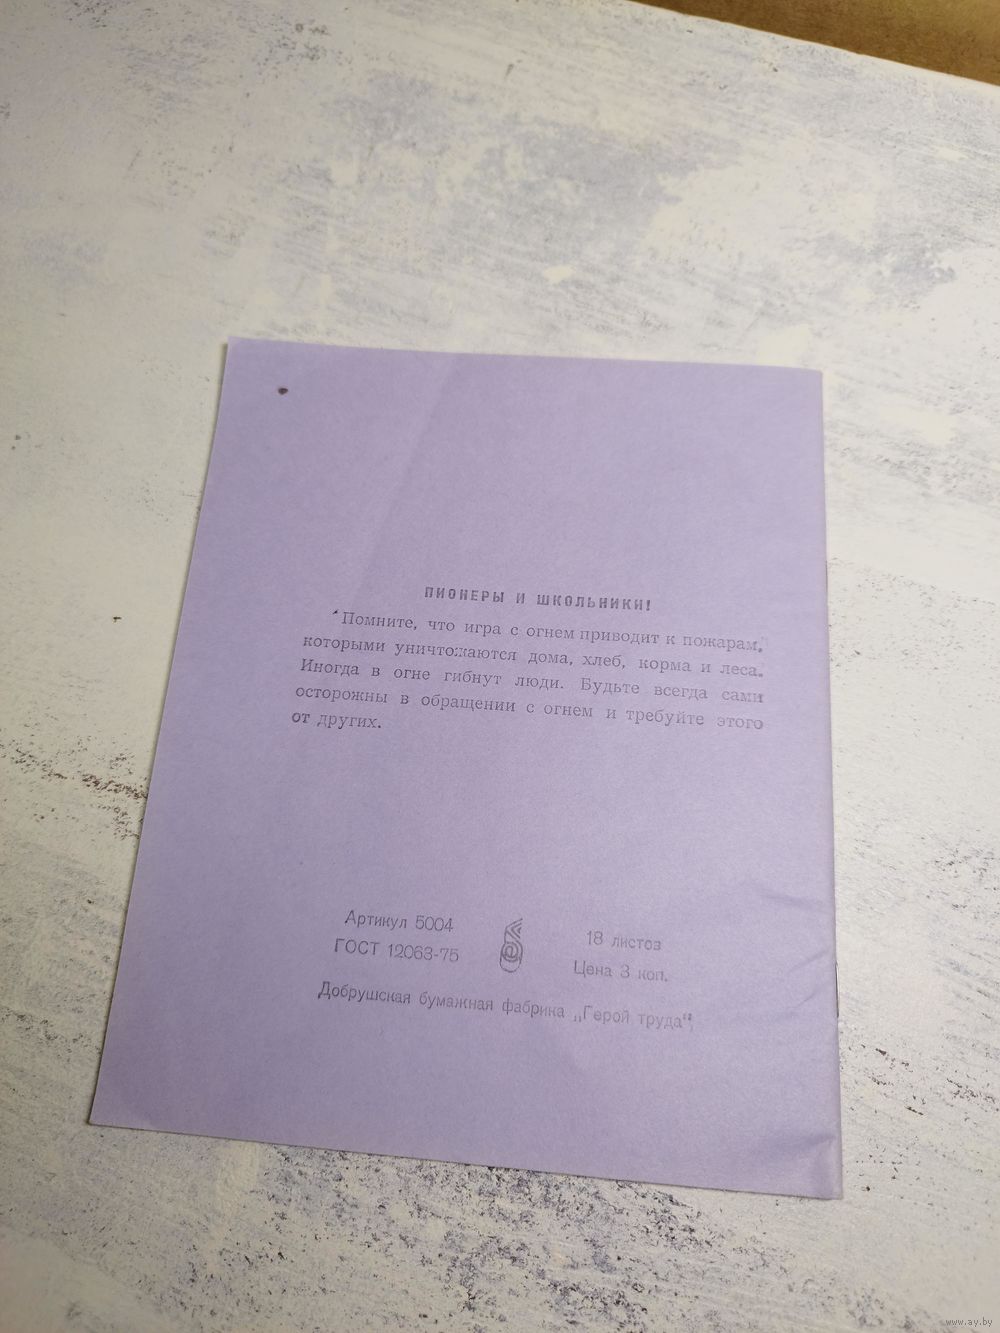 ПИОНЕРЫ И ШКОЛЬНИКИ!
Помните, что игра с огнем приводит к пожарам,
которыми уничтожаются дома, хлеб, корма и леса.
Иногда в огне гибнут люди. Будьте всегда сами
осторожны в обращении с огнем и требуйте этого
от других.
Артикул 5004
ГОСТ 12063-75
18 листов
Цена 3 коп.
Добрушская бумажная фабрика „Герой труда“
www.ay.by